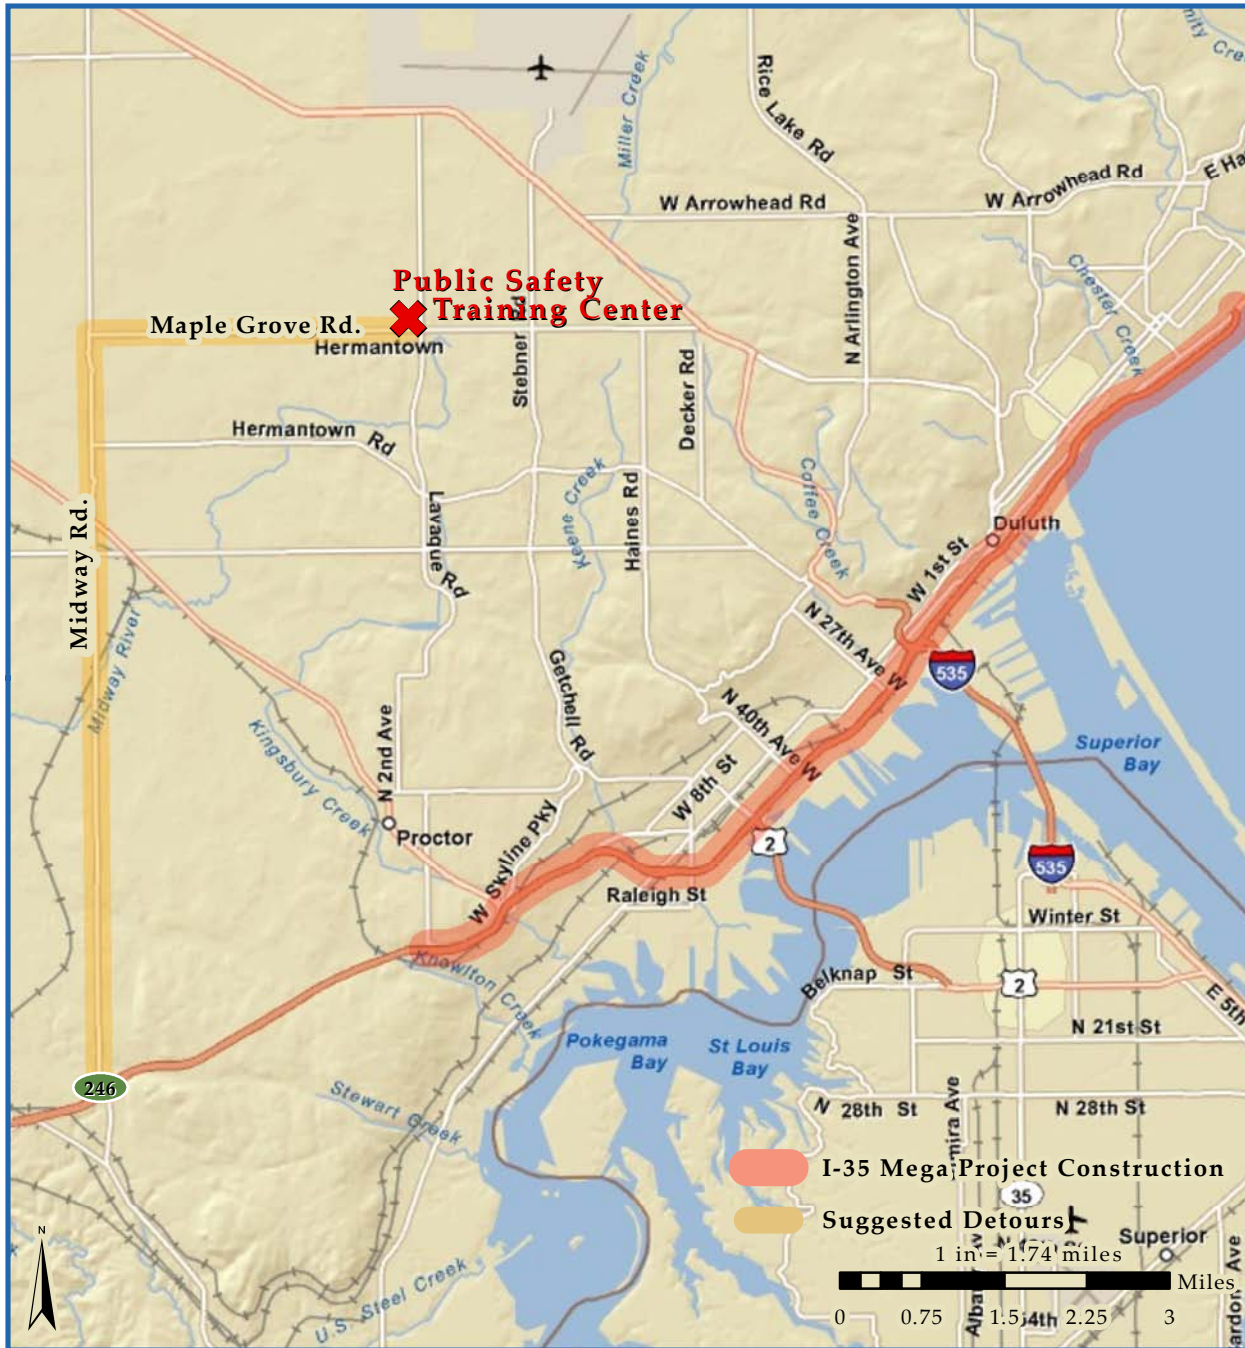 Miller Creek
Rice Lake Rd
W Arrowhead Rd
W Arrowhead Rd
N Arlington Ave
Chester Creek
Public Safety
Training Center
Maple Grove Rd.
Hermantown
Stebner Rd
Decker Rd
Hermantown Rd
Keene Creek
Haines Rd
Coffee Creek
Lavaque Rd
Duluth
W 1st St
Midway Rd.
Midway River
N 27th Ave W
535
Getchell Rd
N 40th Ave W
Kingsbury Creek
N 2nd Ave
Superior
Bay
W 8th St
Proctor
W Skyline Pky
2
535
Raleigh St
Winter St
Knowlton Creek
Belknap St
2
E 5th
N 21st St
Pokegama
Bay
St Louis
Bay
246
Stewart Creek
N 28th St
N 28th St
I-35 Mega Project Construction
35
Suggested Detours
Superior
1 in = 1.74 miles
Miles
0 0.75 1.5 2.25 3
U.S. Steel Creek
N